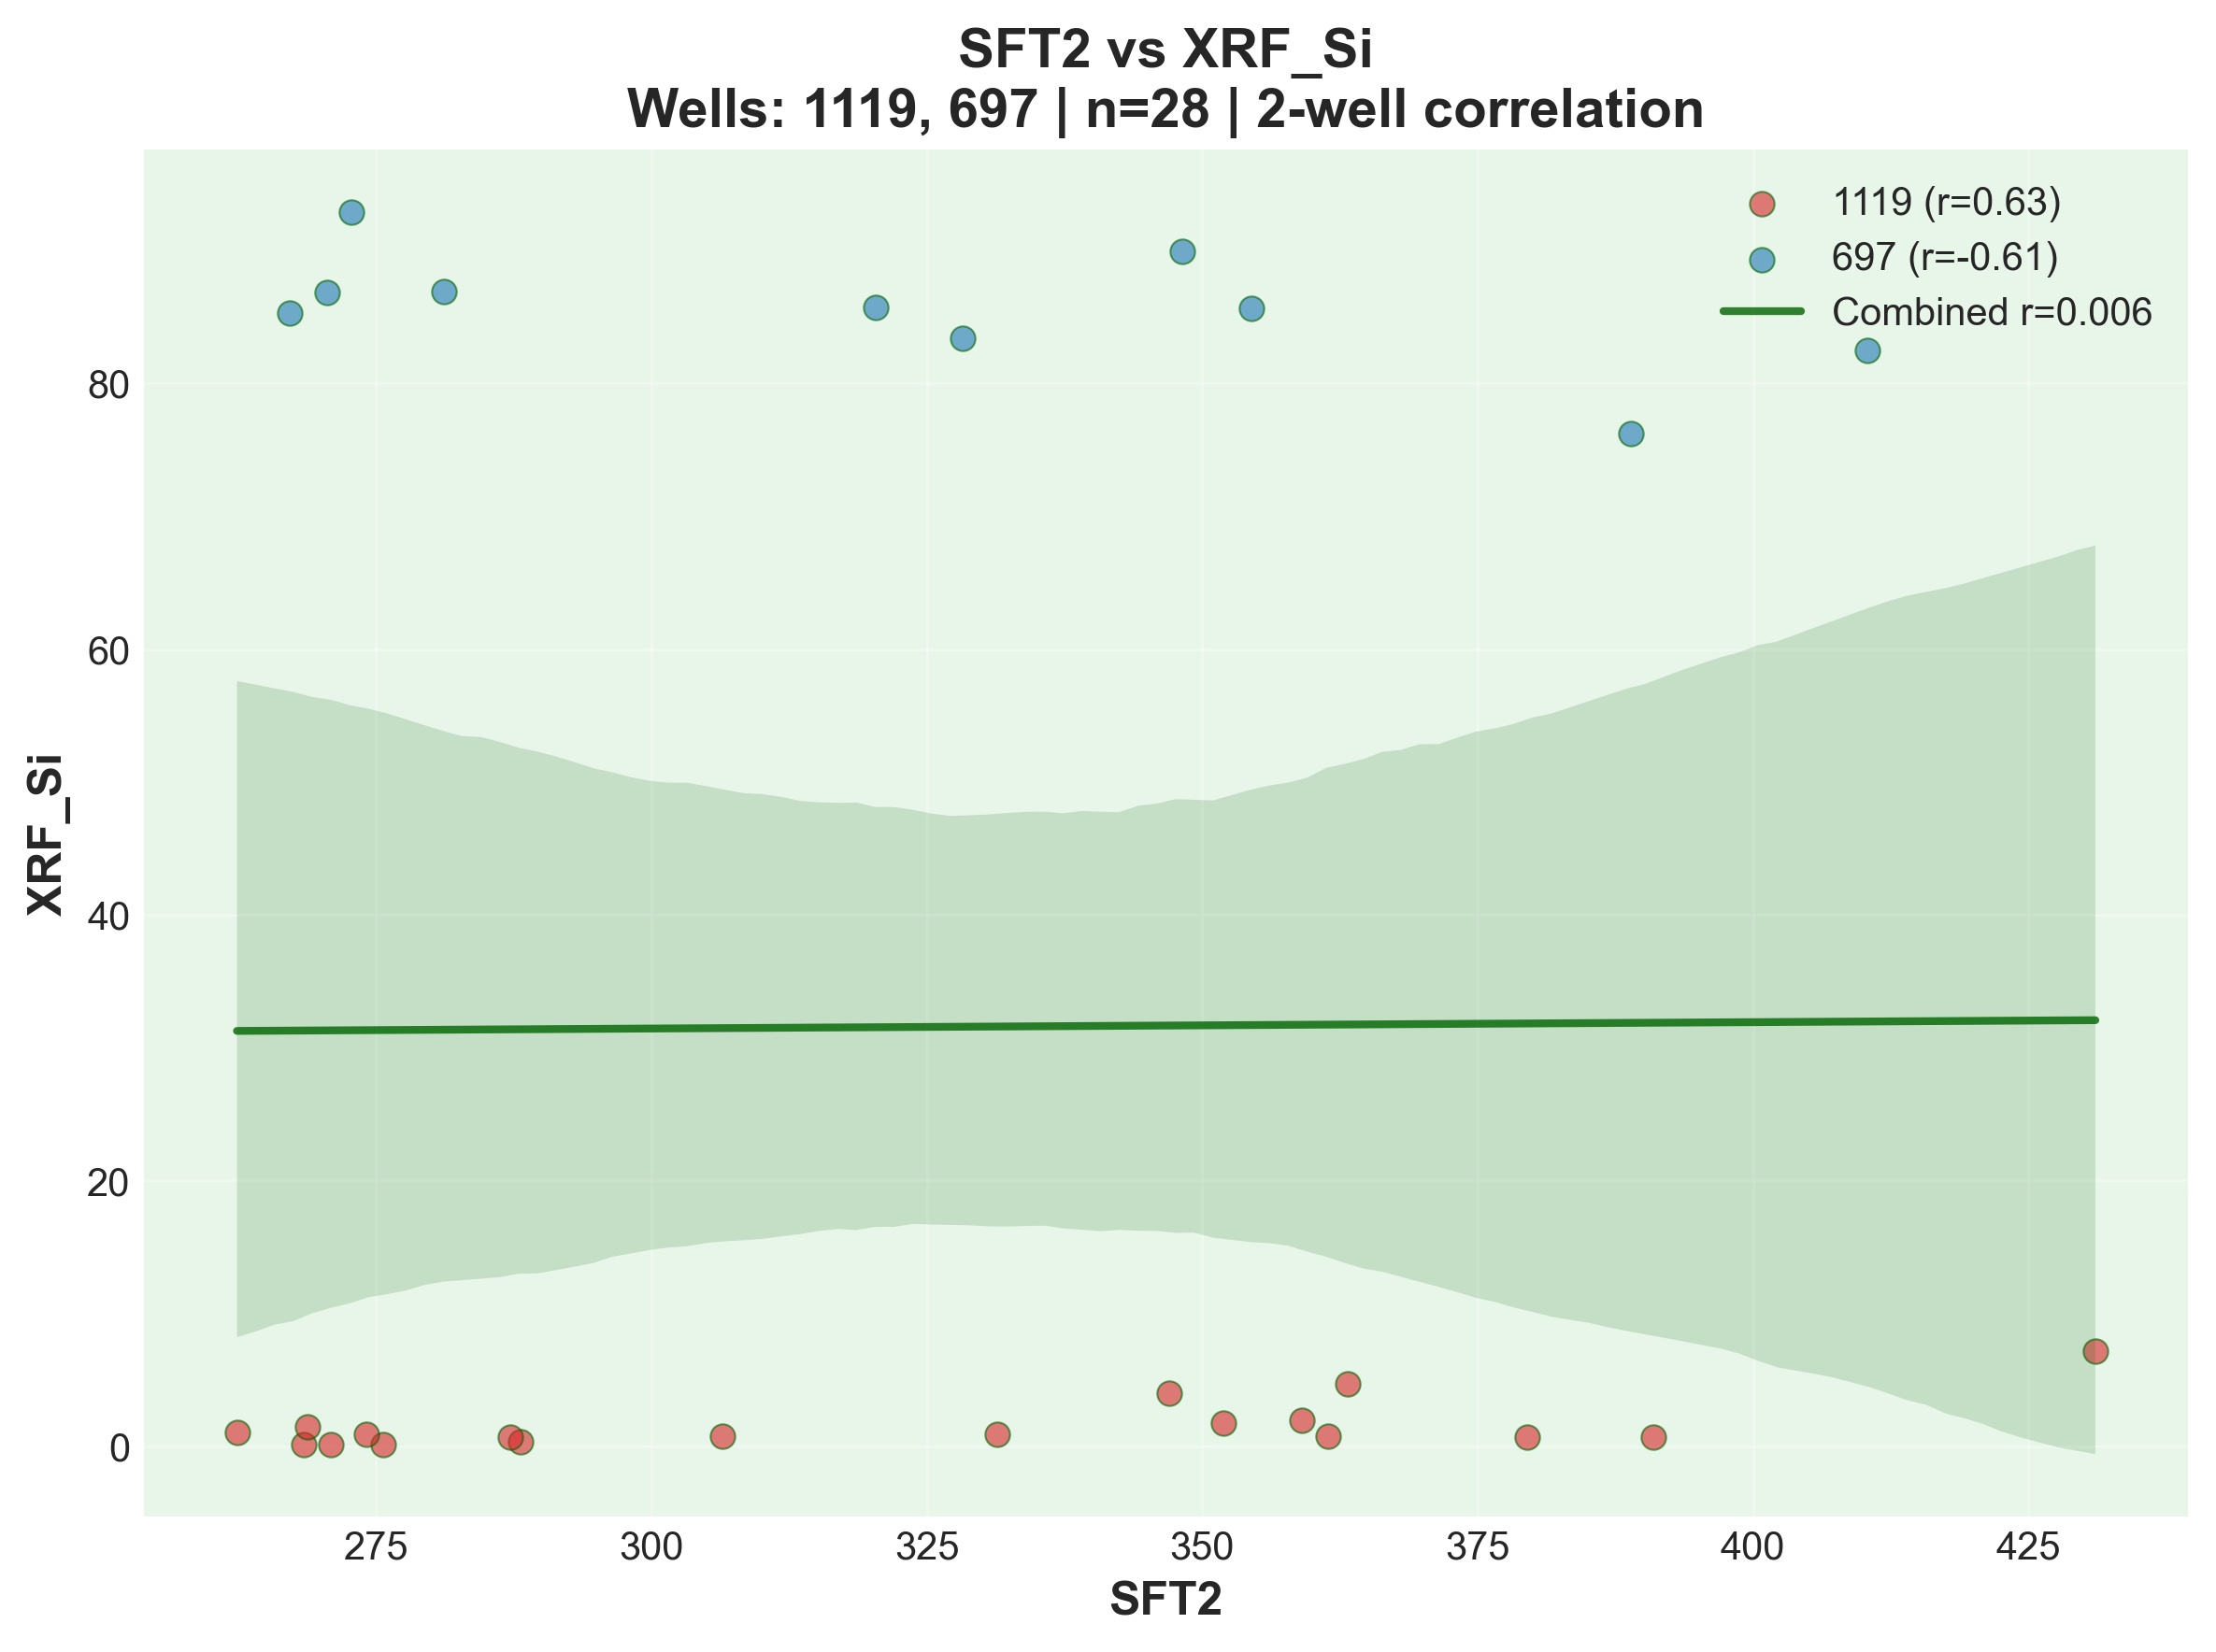 SFT2 vs XRF_Si
Wells: 1119, 697 | n=28 | 2-well correlation
1119 (r=0.63)
697 (r=-0.61)
Combined r=0.006
80
60
40
20
0
XRF_Si
275
300
325
350
375
400
425
SFT2